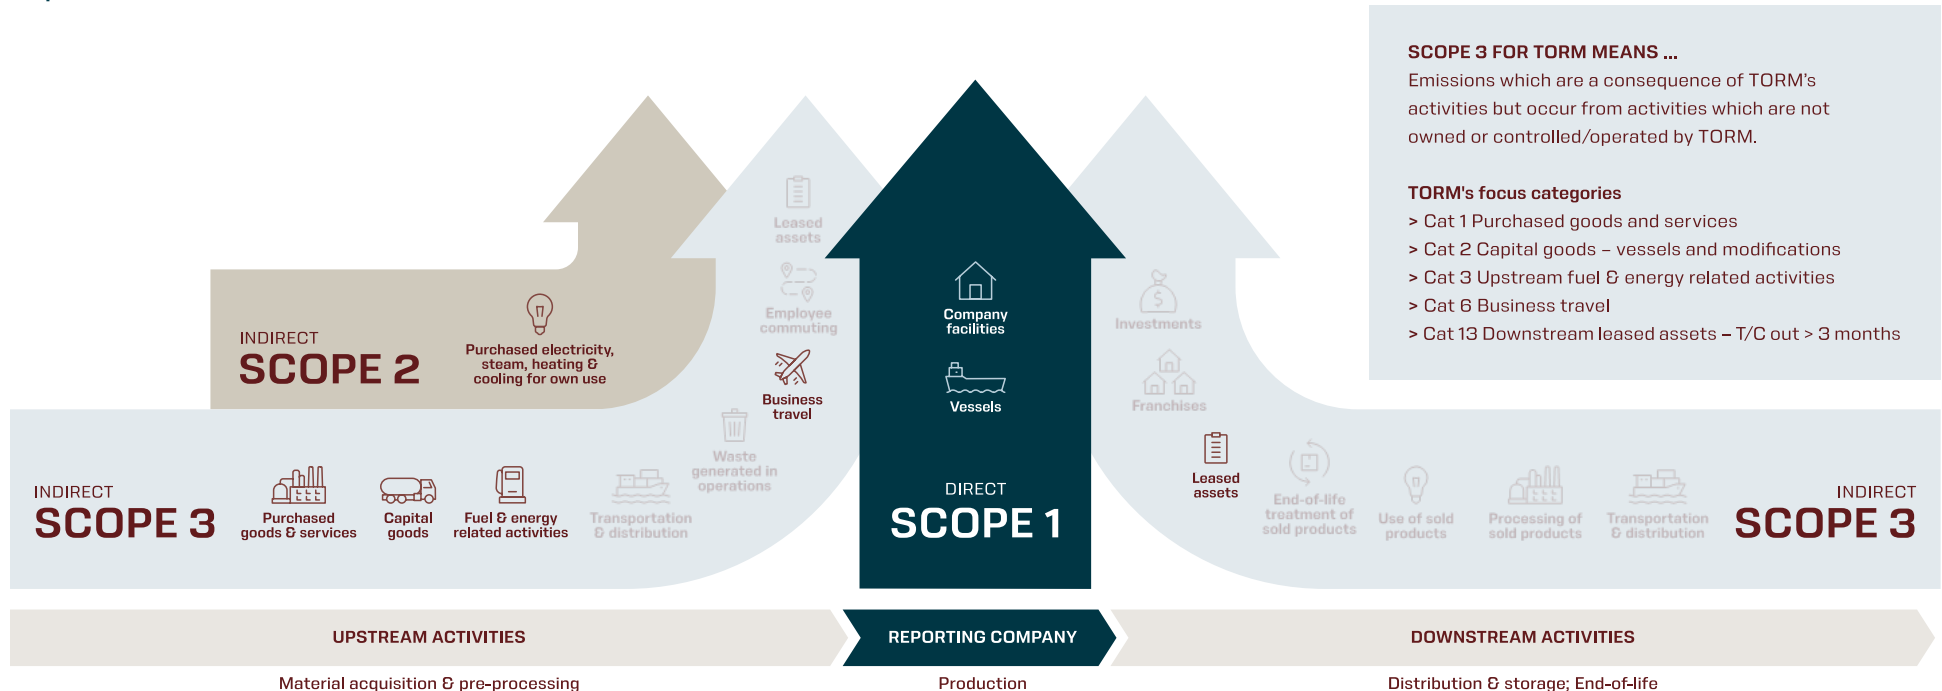 SCOPE 3 FOR TORM MEANS ...
Emissions which are a consequence of TORM's
activities but occur from activities which are not
owned or controlled/operated by TORM.
TORM's focus categories
> Cat 1 Purchased goods and services
> Cat 2 Capital goods – vessels and modifications
> Cat 3 Upstream fuel & energy related activities
> Cat 6 Business travel
> Cat 13 Downstream leased assets – T/C out > 3 months
INDIRECT
SCOPE 2
Purchased electricity,
steam, heating &
cooling for own use
INDIRECT
SCOPE 3
Purchased
goods & services
Capital
goods
Fuel & energy
related activities
Transportation
& distribution
Waste
generated in
operations
Business
travel
Employee
commuting
Leased
assets
Company
facilities
Vessels
DIRECT
SCOPE 1
Investments
Franchises
Leased
assets
End-of-life
treatment of
sold products
Use of sold
products
Processing of
sold products
Transportation
& distribution
INDIRECT
SCOPE 3
UPSTREAM ACTIVITIES
REPORTING COMPANY
DOWNSTREAM ACTIVITIES
Material acquisition & pre-processing
Production
Distribution & storage; End-of-life